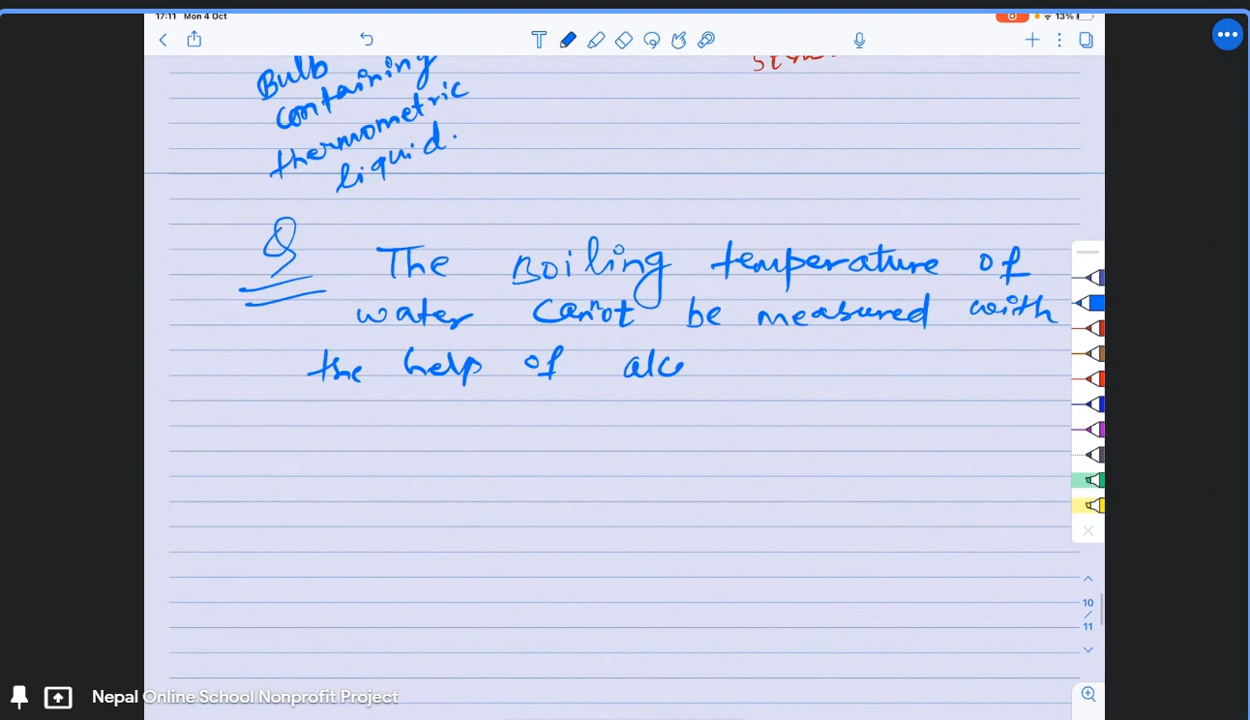 17:11 Mon 4 Oct
13%
Bulb
containing
thermometric
liquid.
Q The Boiling temperature of
water cannot be measured with
the help of alc
10
/
11
Nepal Online School Nonprofit Project